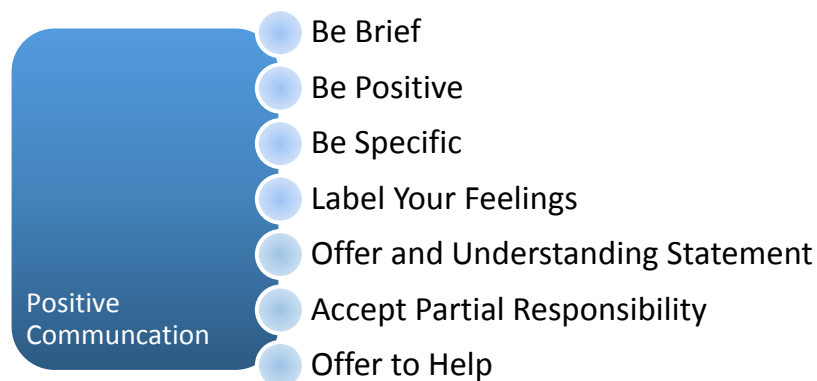 Be Brief
Be Positive
Be Specific
Label Your Feelings
Offer and Understanding Statement
Accept Partial Responsibility
Offer to Help
Positive
Communcation